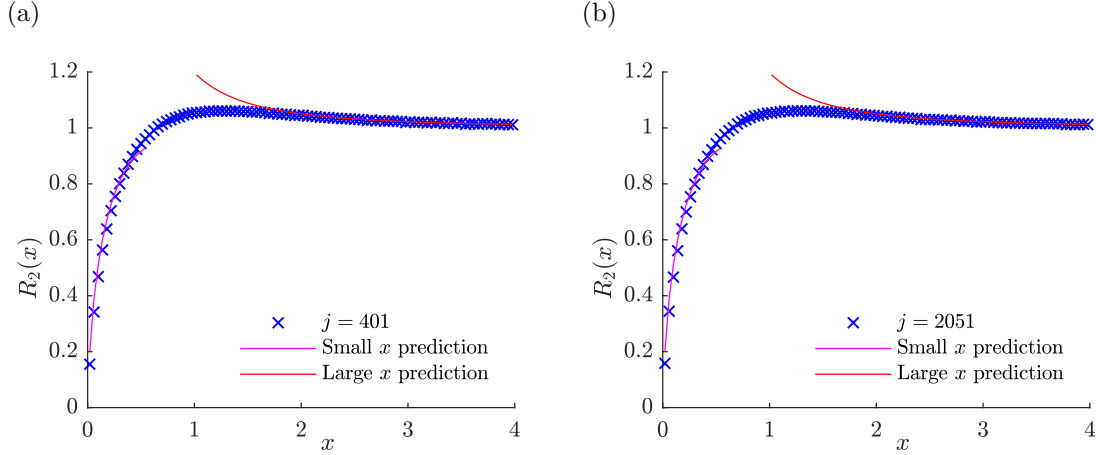 (a)
(b)
1.2
1
0.8
0.6
0.4
0.2
0
R₂(x)
j = 401
Small x prediction
Large x prediction
0 1 2 3 4
x
1.2
1
0.8
0.6
0.4
0.2
0
R₂(x)
j = 2051
Small x prediction
Large x prediction
0 1 2 3 4
x